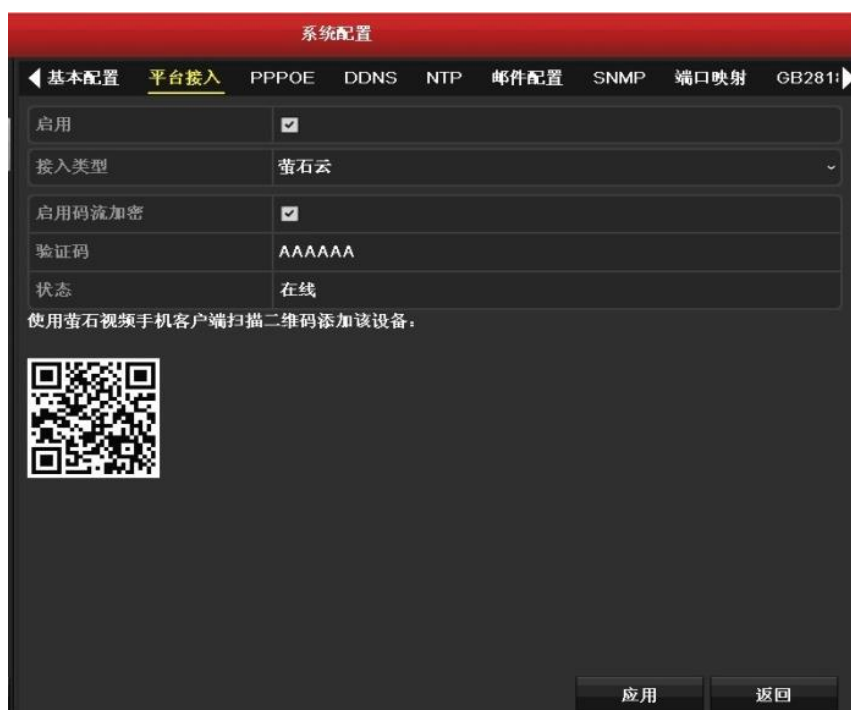 系统配置
基本配置 平台接入 PPPOE DDNS NTP 邮件配置 SNMP 端口映射 GB281
启用
接入类型 萤石云
启用码流加密
验证码 AAAAAA
状态 在线
使用萤石视频手机客户端扫描二维码添加该设备：
应用 返回